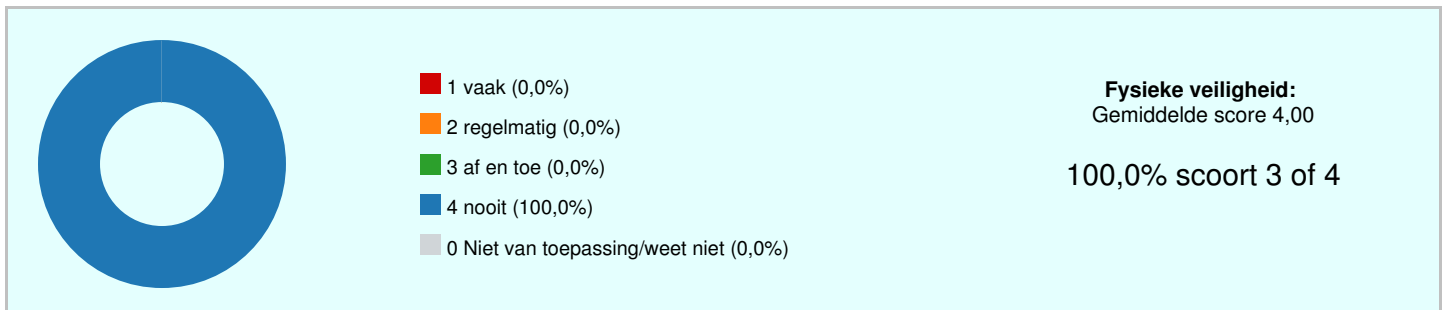 1 vaak (0,0%)
2 regelmatig (0,0%)
3 af en toe (0,0%)
4 nooit (100,0%)
0 Niet van toepassing/weet niet (0,0%)
Fysieke veiligheid:
Gemiddelde score 4,00
100,0% scoort 3 of 4